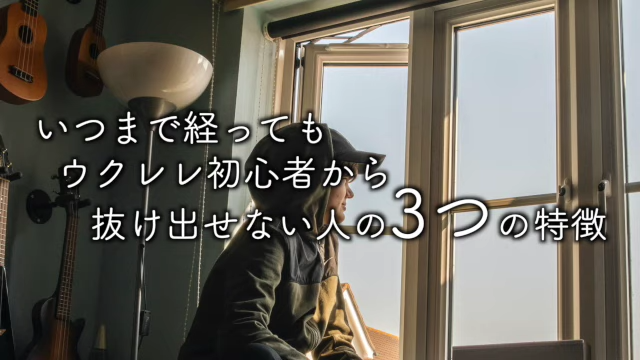 いつまで経っても
ウクレレ初心者から
抜け出せない人の3つの特徴